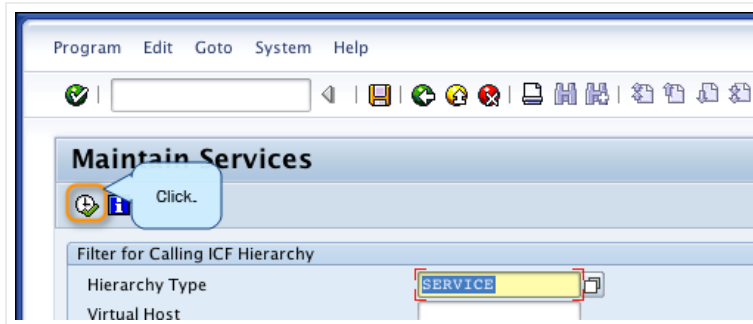 Program Edit Goto System Help
Maintain Services
Click.
Filter for Calling ICF Hierarchy
Hierarchy Type SERVICE
Virtual Host